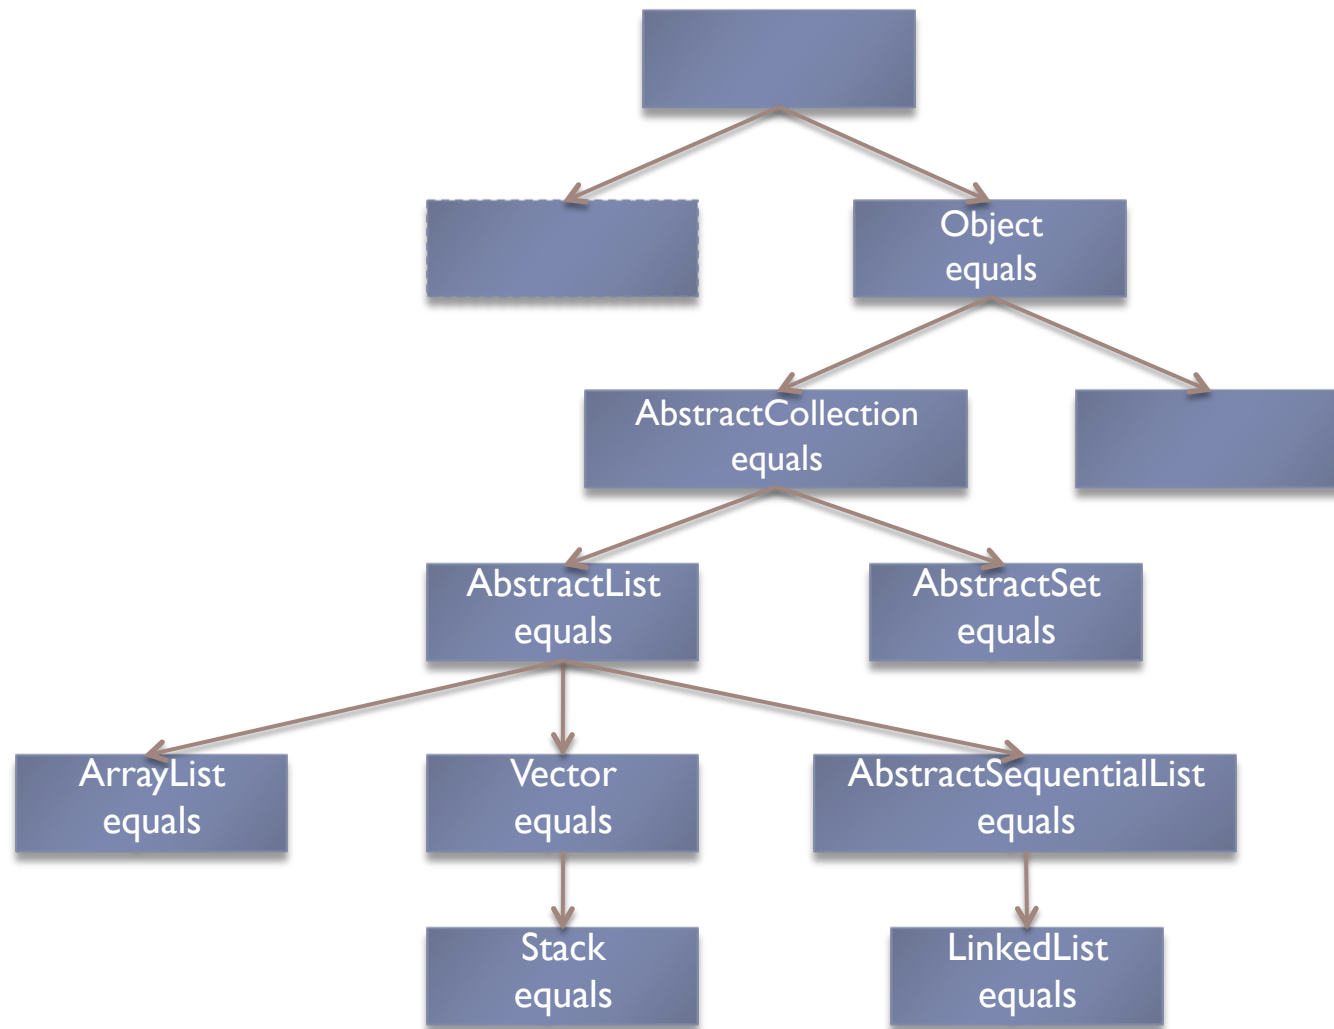 Object
equals
AbstractCollection
equals
AbstractList
equals
AbstractSet
equals
ArrayList
equals
Vector
equals
AbstractSequentialList
equals
Stack
equals
LinkedList
equals